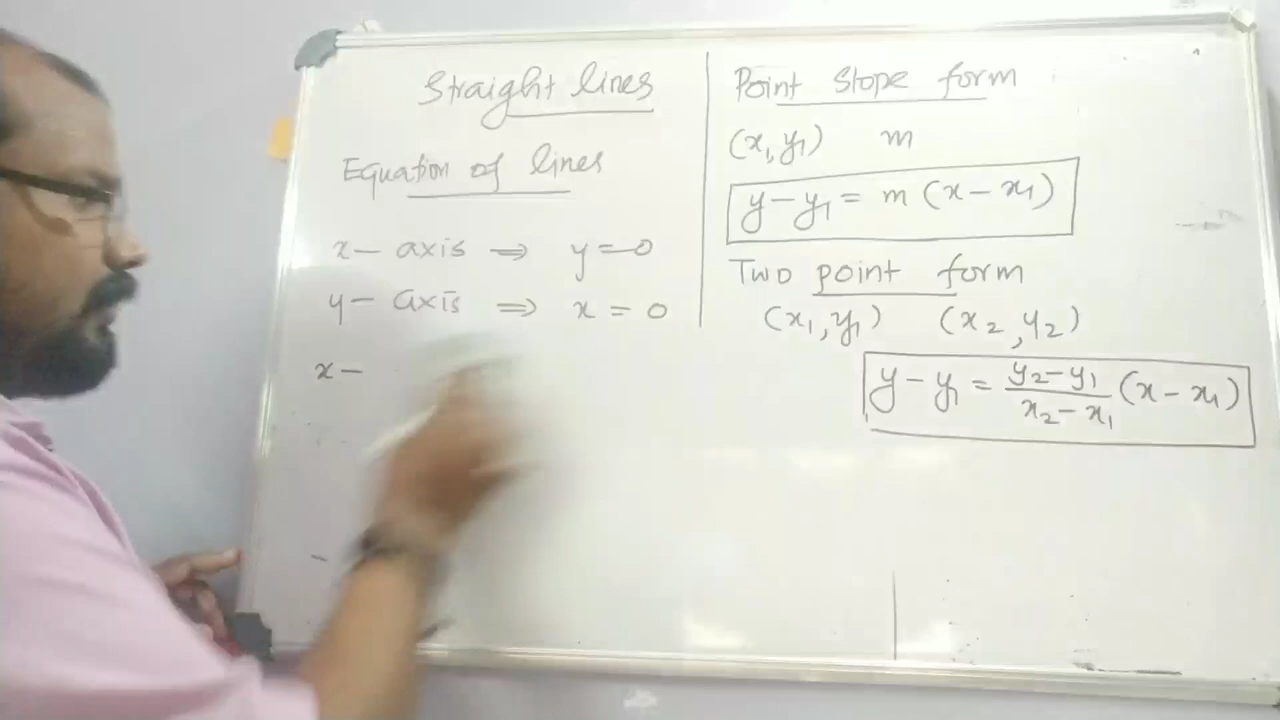 Straight lines
Equation of lines
x- axis ⇒ y=0
y- axis ⇒ x = 0
x-
Point Slope form
(x₁,y₁) m
y-y₁ = m (x-x₁)
Two point form
(x₁,y₁) (x₂,y₂)
y-y₁ = \frac{y₂-y₁}{x₂-x₁} (x-x₁)